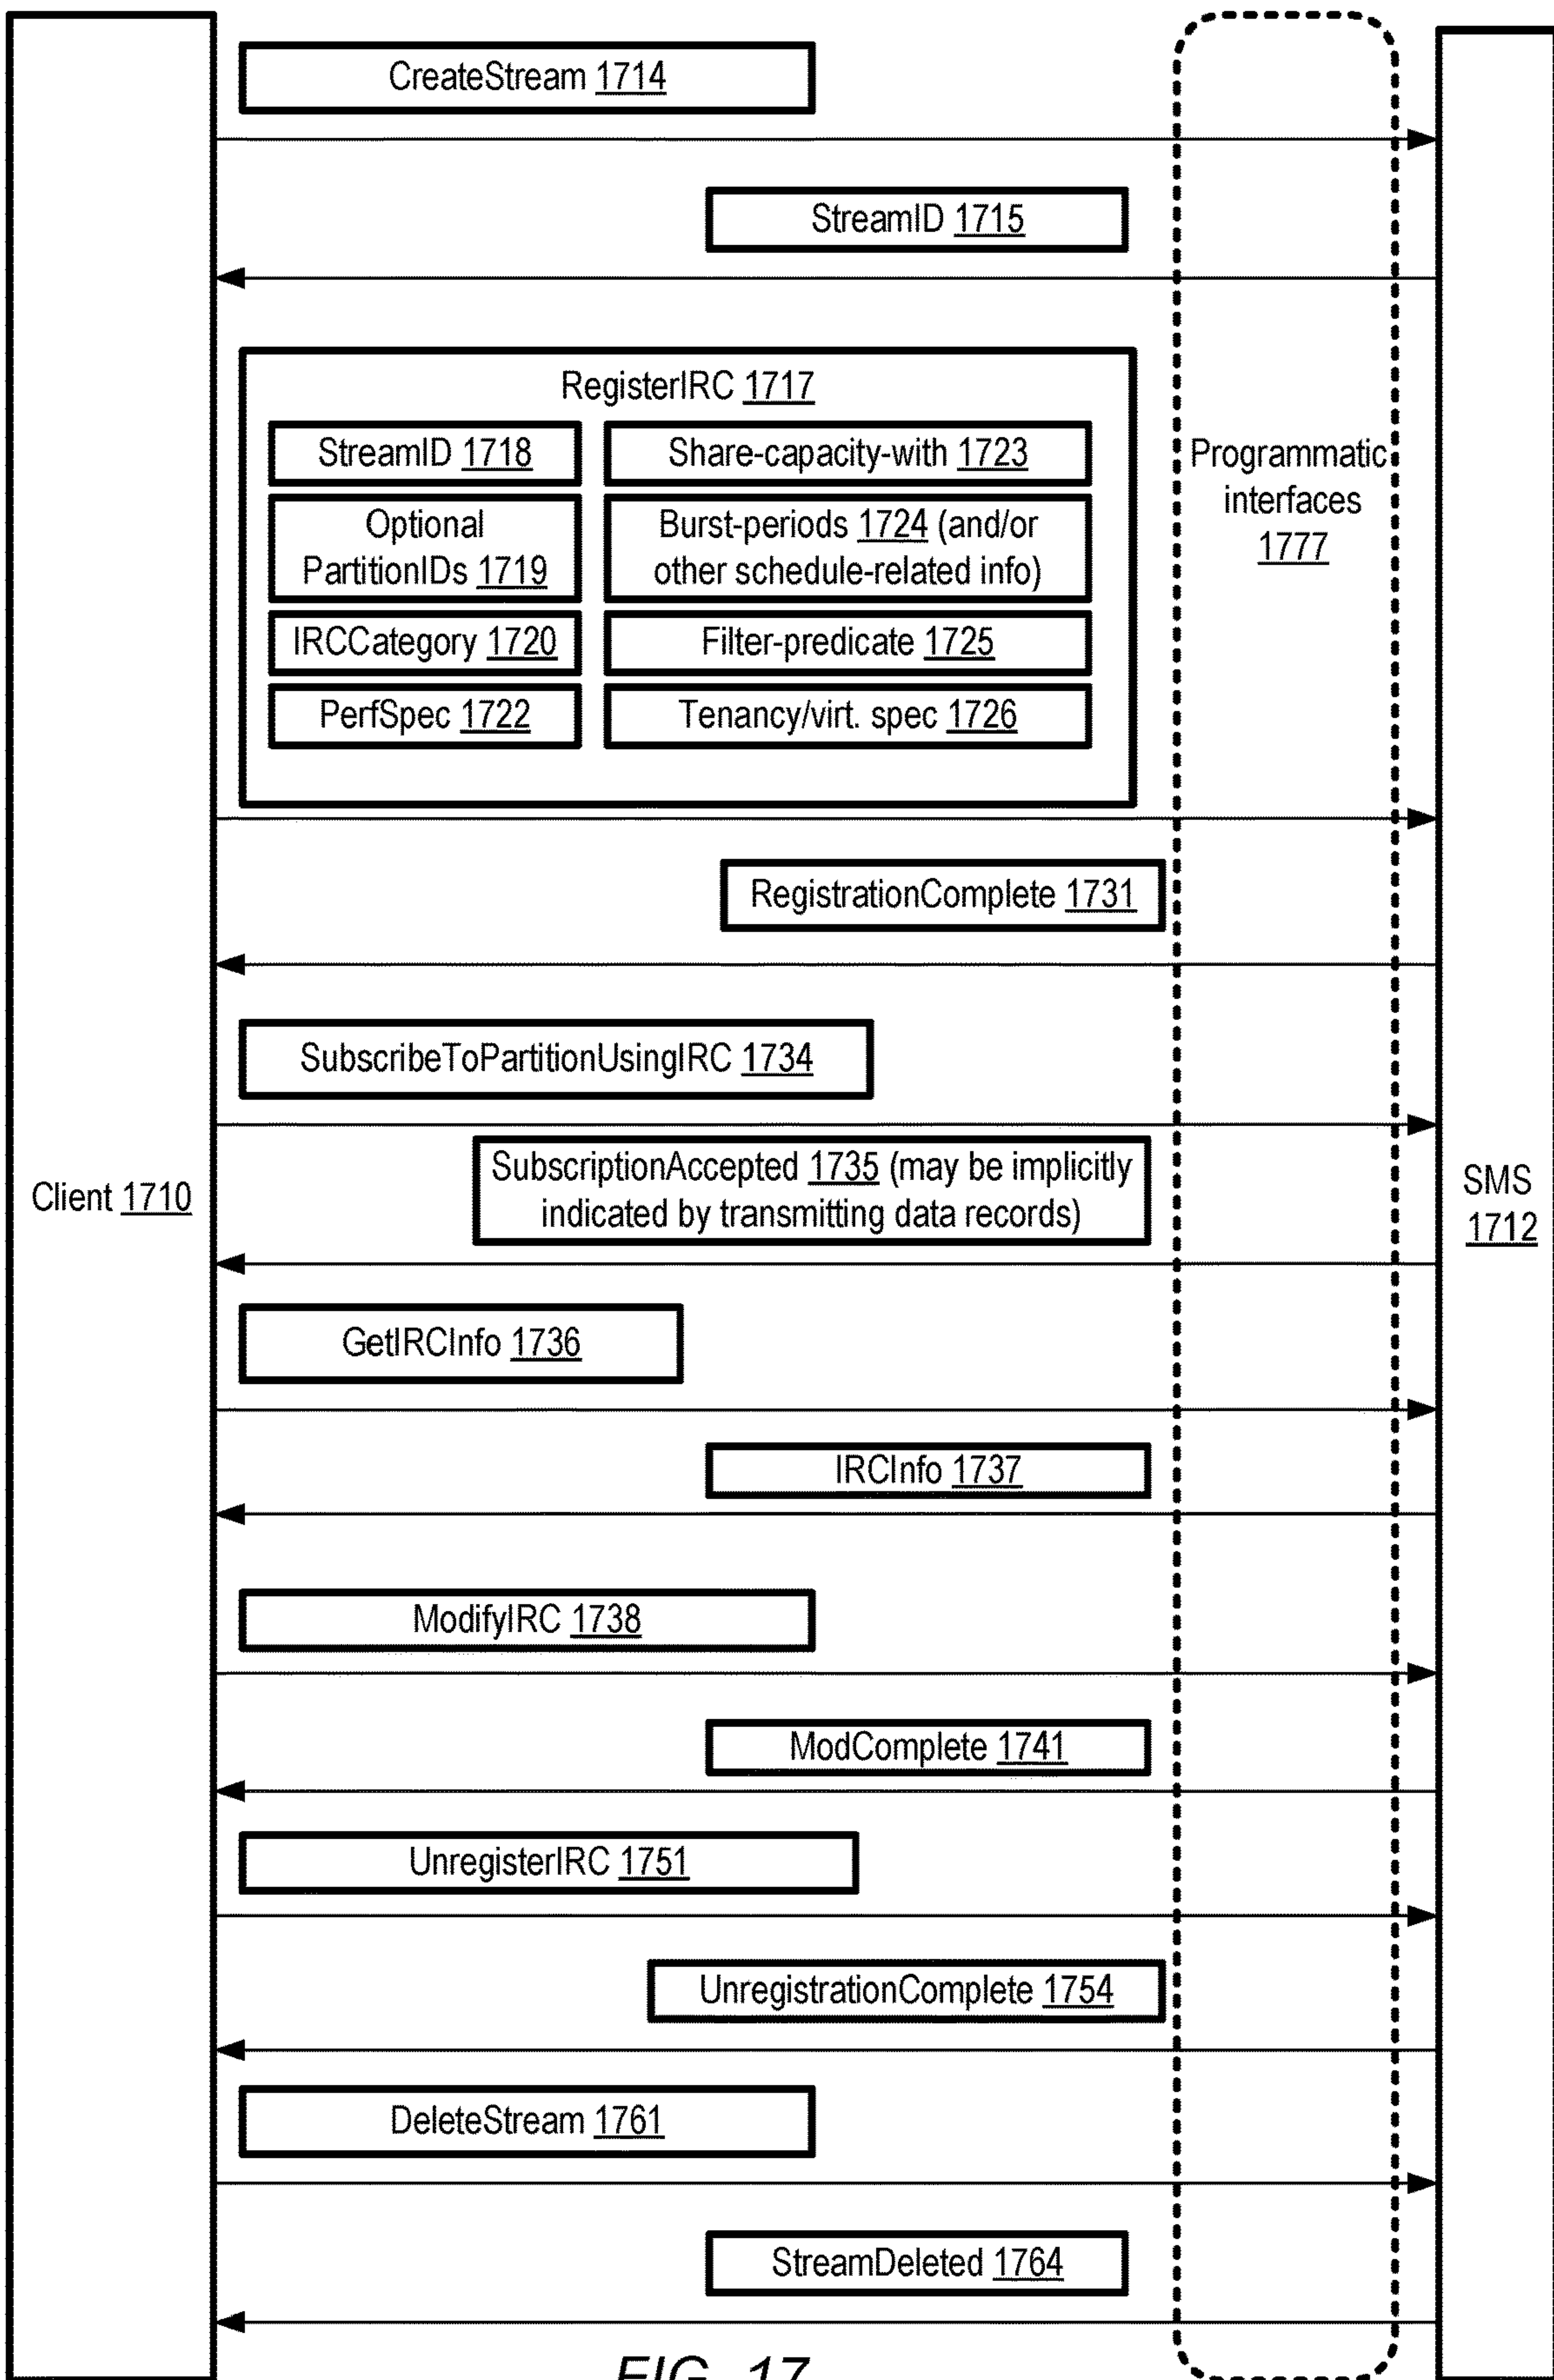 CreateStream 1714
StreamID 1715
RegisterIRC 1717
StreamID 1718
Share-capacity-with 1723
Optional
PartitionIDs 1719
Burst-periods 1724 (and/or
other schedule-related info)
IRCCategory 1720
Filter-predicate 1725
PerfSpec 1722
Tenancy/virt. spec 1726
Programmatic
interfaces
1777
RegistrationComplete 1731
SubscribeToPartitionUsingIRC 1734
SubscriptionAccepted 1735 (may be implicitly
indicated by transmitting data records)
Client 1710
SMS
1712
GetIRCInfo 1736
IRCInfo 1737
ModifyIRC 1738
ModComplete 1741
UnregisterIRC 1751
UnregistrationComplete 1754
DeleteStream 1761
StreamDeleted 1764
FIG. 17